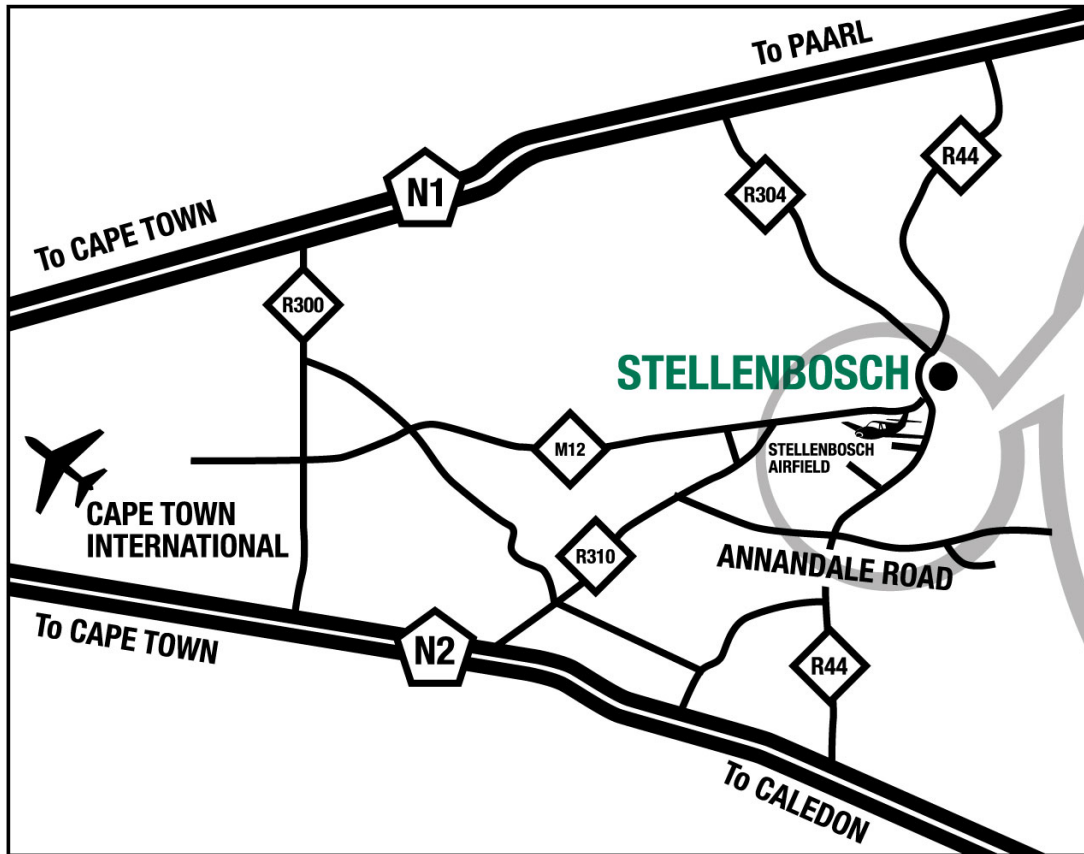 To PAARL
R44
R304
N1
To CAPE TOWN
R300
STELLENBOSCH
M12
STELLENBOSCH
AIRFIELD
CAPE TOWN
INTERNATIONAL
R310
ANNANDALE ROAD
To CAPE TOWN
N2
R44
To CALEDON